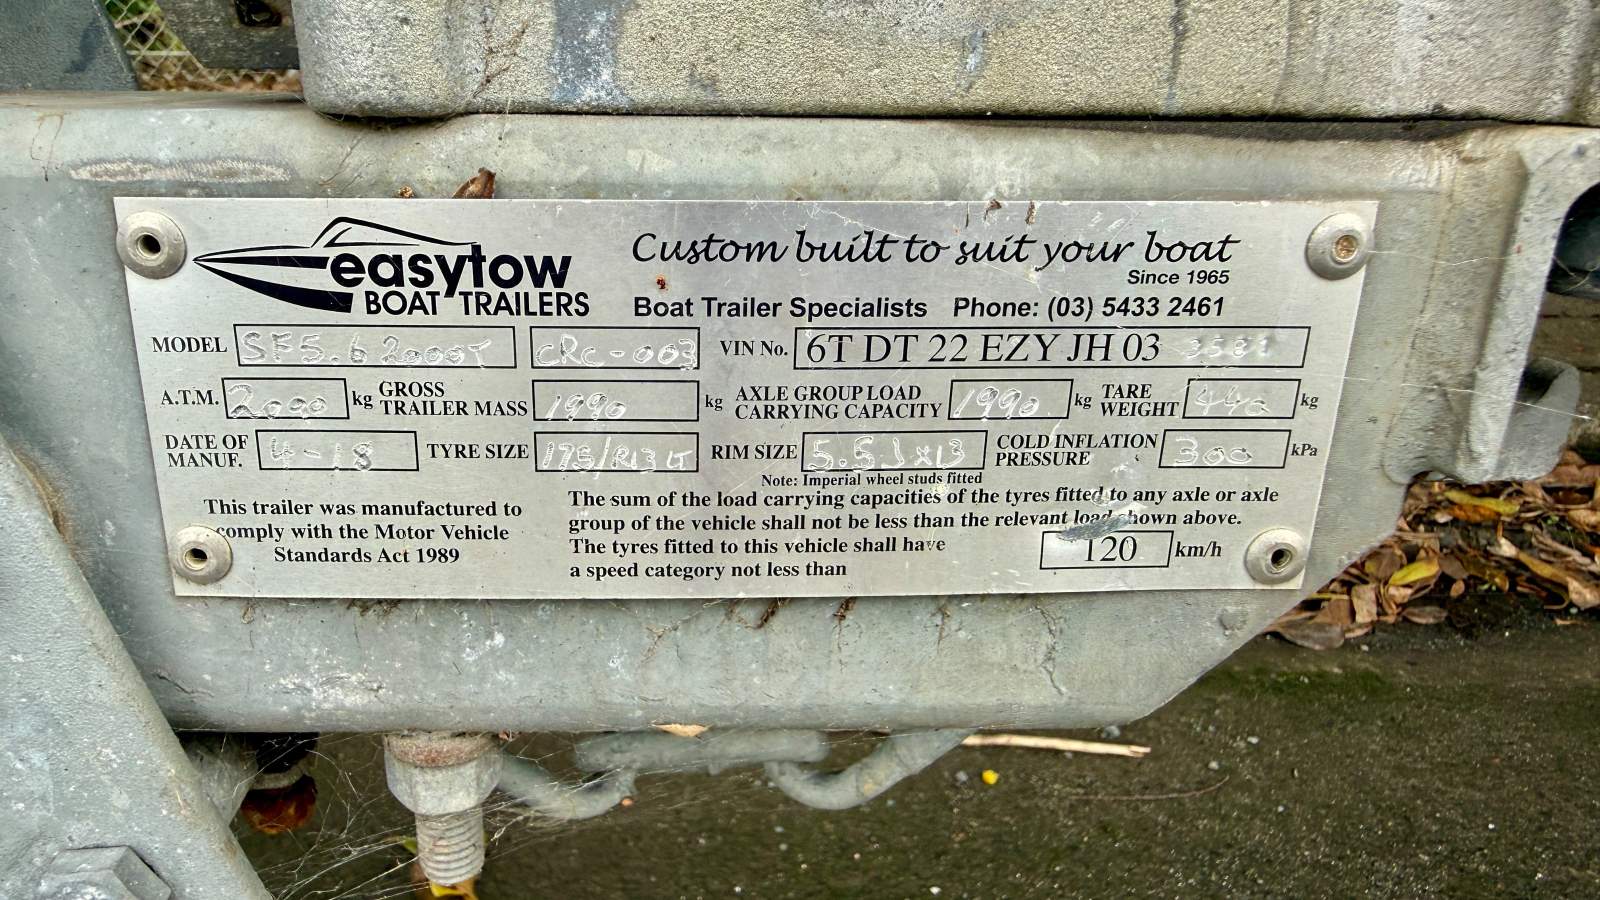 easytow
BOAT TRAILERS
Custom built to suit your boat
Since 1965
Boat Trailer Specialists Phone: (03) 5433 2461
MODEL SF5.6 2000T CRC-003 VIN No. 6T DT 22 EZY JH 03
A.T.M. 2000 kg GROSS TRAILER MASS 1990 kg AXLE GROUP LOAD CARRYING CAPACITY 1990 kg TARE WEIGHT 440 kg
DATE OF MANUF. 4-18 TYRE SIZE 175/R13 LT RIM SIZE 5.5J x 13 COLD INFLATION PRESSURE 300 kPa
Note: Imperial wheel studs fitted
This trailer was manufactured to
comply with the Motor Vehicle
Standards Act 1989
The sum of the load carrying capacities of the tyres fitted to any axle or axle
group of the vehicle shall not be less than the relevant load shown above.
The tyres fitted to this vehicle shall have
a speed category not less than
120 km/h